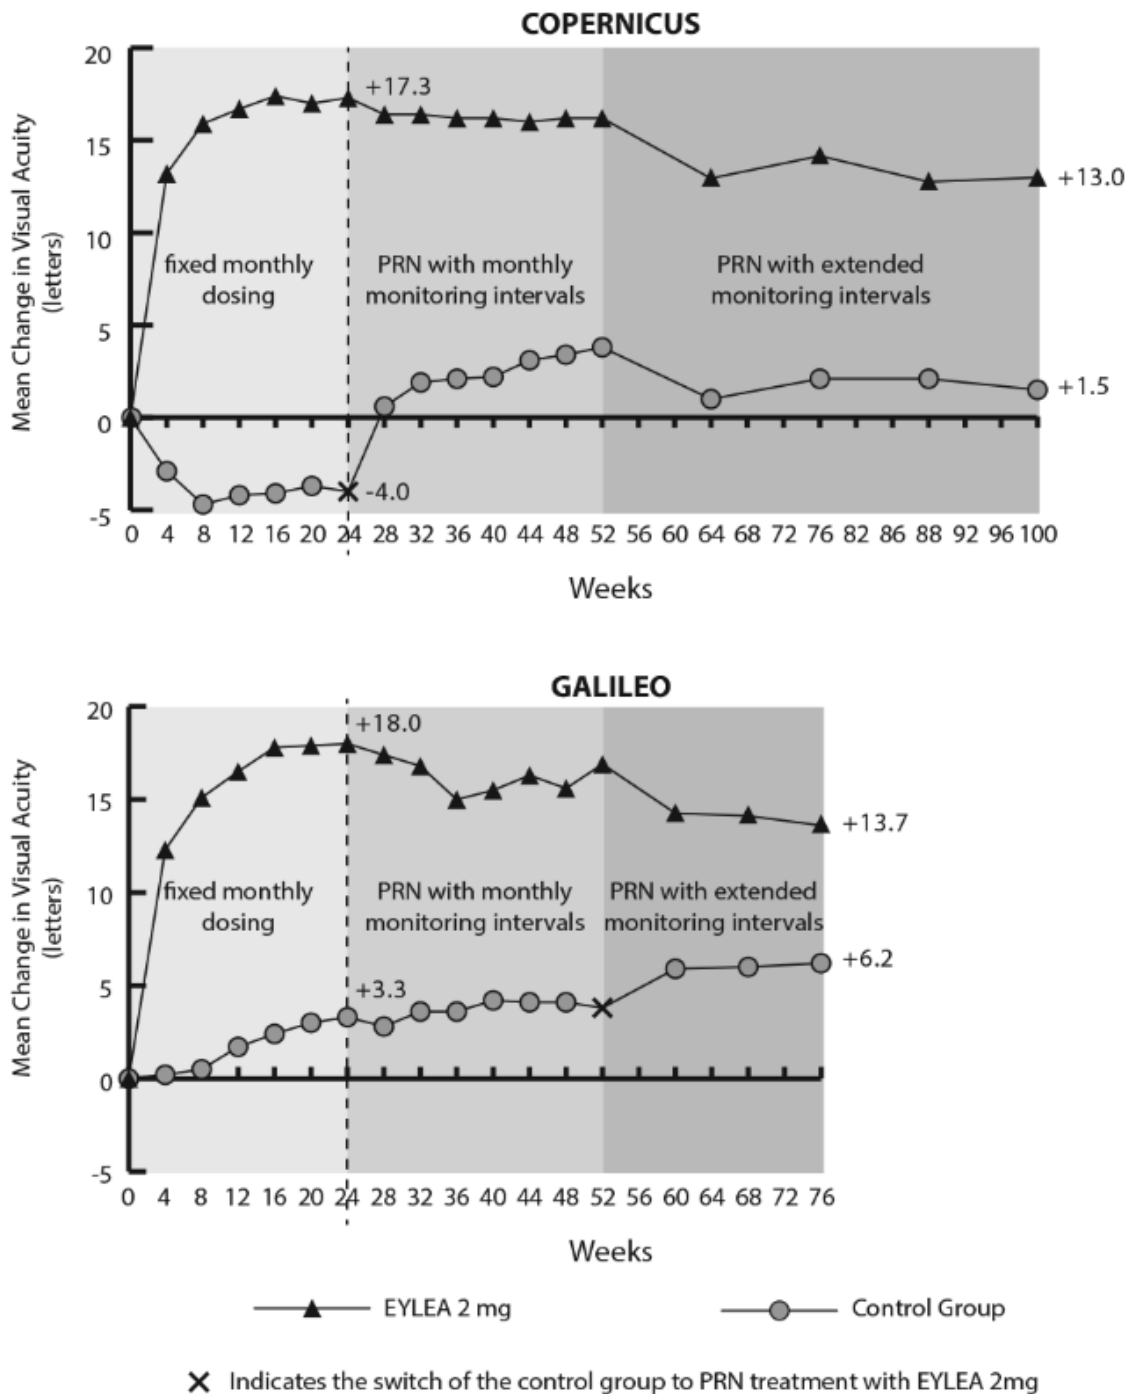 COPERNICUS
Mean Change in Visual Acuity
(letters)
20
15
10
5
0
-5
+17.3
+13.0
fixed monthly
dosing
PRN with monthly
monitoring intervals
PRN with extended
monitoring intervals
+1.5
-4.0
0 4 8 12 16 20 24 28 32 36 40 44 48 52 56 60 64 68 72 76 82 86 88 92 96 100
Weeks
GALILEO
Mean Change in Visual Acuity
(letters)
20
15
10
5
0
-5
+18.0
+13.7
fixed monthly
dosing
PRN with monthly
monitoring intervals
PRN with extended
monitoring intervals
+3.3
+6.2
0 4 8 12 16 20 24 28 32 36 40 44 48 52 60 64 68 72 76
Weeks
EYLEA 2 mg
Control Group
Indicates the switch of the control group to PRN treatment with EYLEA 2mg